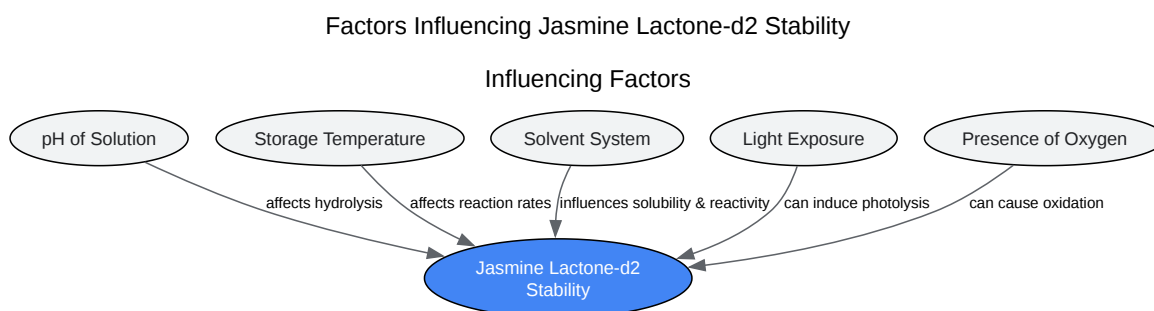 Factors Influencing Jasmine Lactone-d2 Stability
Influencing Factors
pH of Solution
Storage Temperature
Solvent System
Light Exposure
Presence of Oxygen
affects hydrolysis
affects reaction rates
influences solubility & reactivity
can induce photolysis
can cause oxidation
Jasmine Lactone-d2
Stability